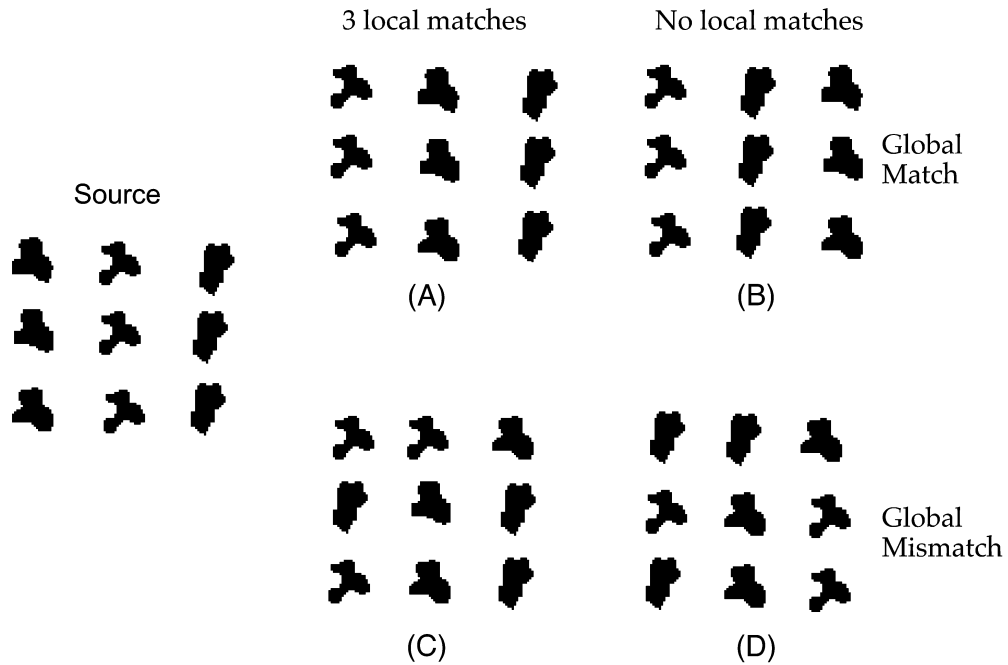 3 local matches
No local matches
Global
Match
Source
(A)
(B)
Global
Mismatch
(C)
(D)